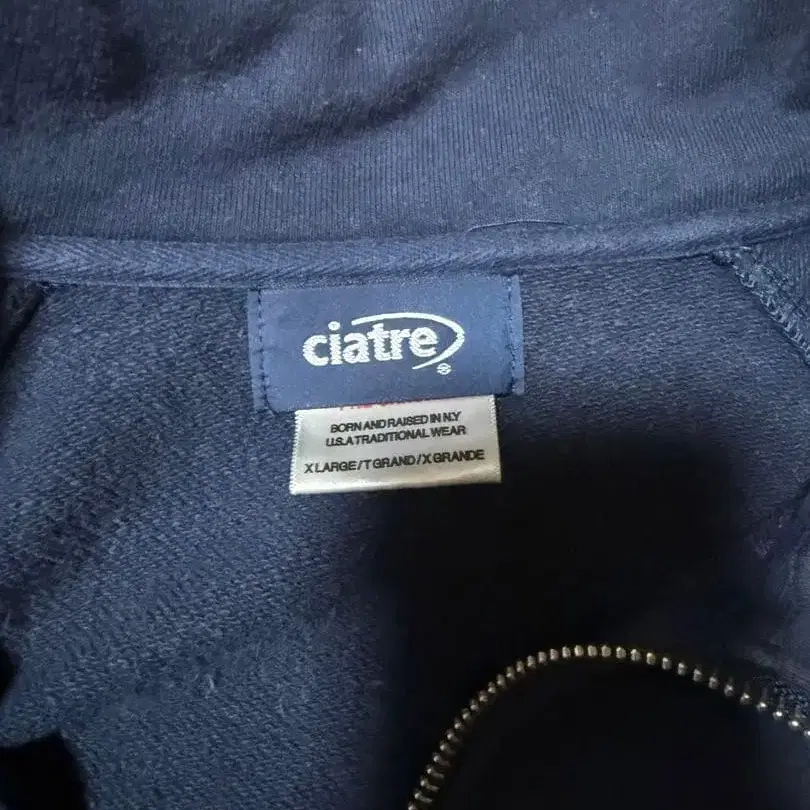 ciatre
BORN AND RAISED IN N.Y
U.S.A TRADITIONAL WEAR
X LARGE/T GRAND/X GRANDE